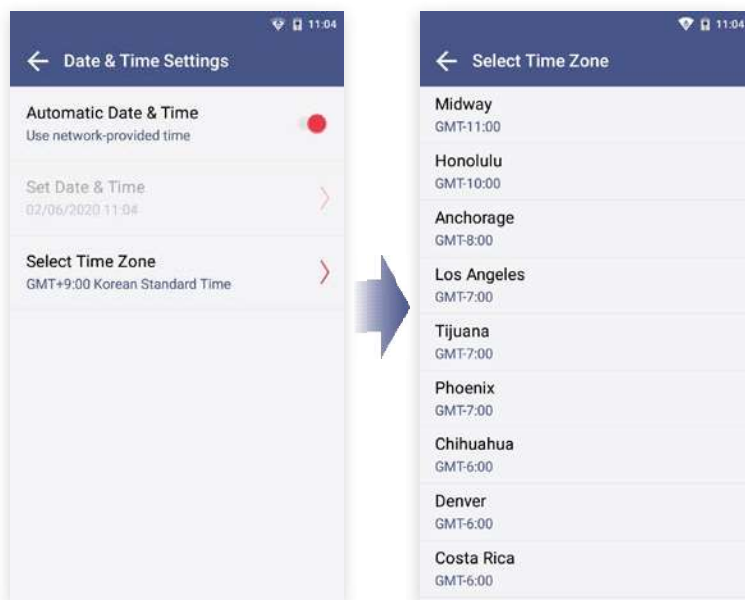 11:04
Date & Time Settings
Automatic Date & Time
Use network-provided time
Set Date & Time
02/06/2020 11:04
Select Time Zone
GMT+9:00 Korean Standard Time
11:04
Select Time Zone
Midway
GMT-11:00
Honolulu
GMT-10:00
Anchorage
GMT-8:00
Los Angeles
GMT-7:00
Tijuana
GMT-7:00
Phoenix
GMT-7:00
Chihuahua
GMT-6:00
Denver
GMT-6:00
Costa Rica
GMT-6:00